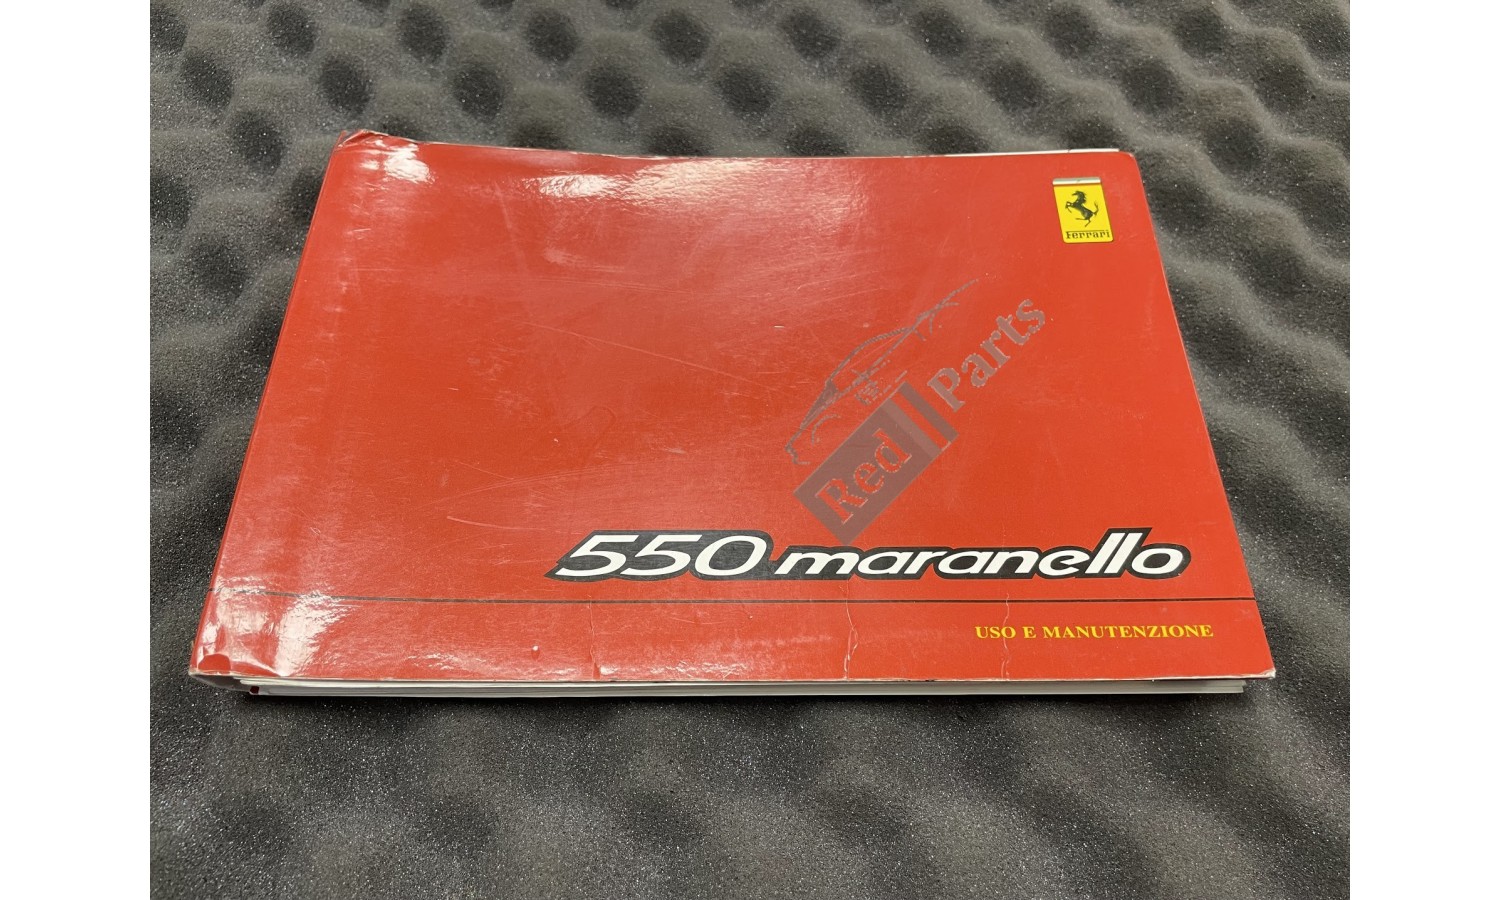 Ferrari
Red Parts
550 maranello
USO E MANUTENZIONE